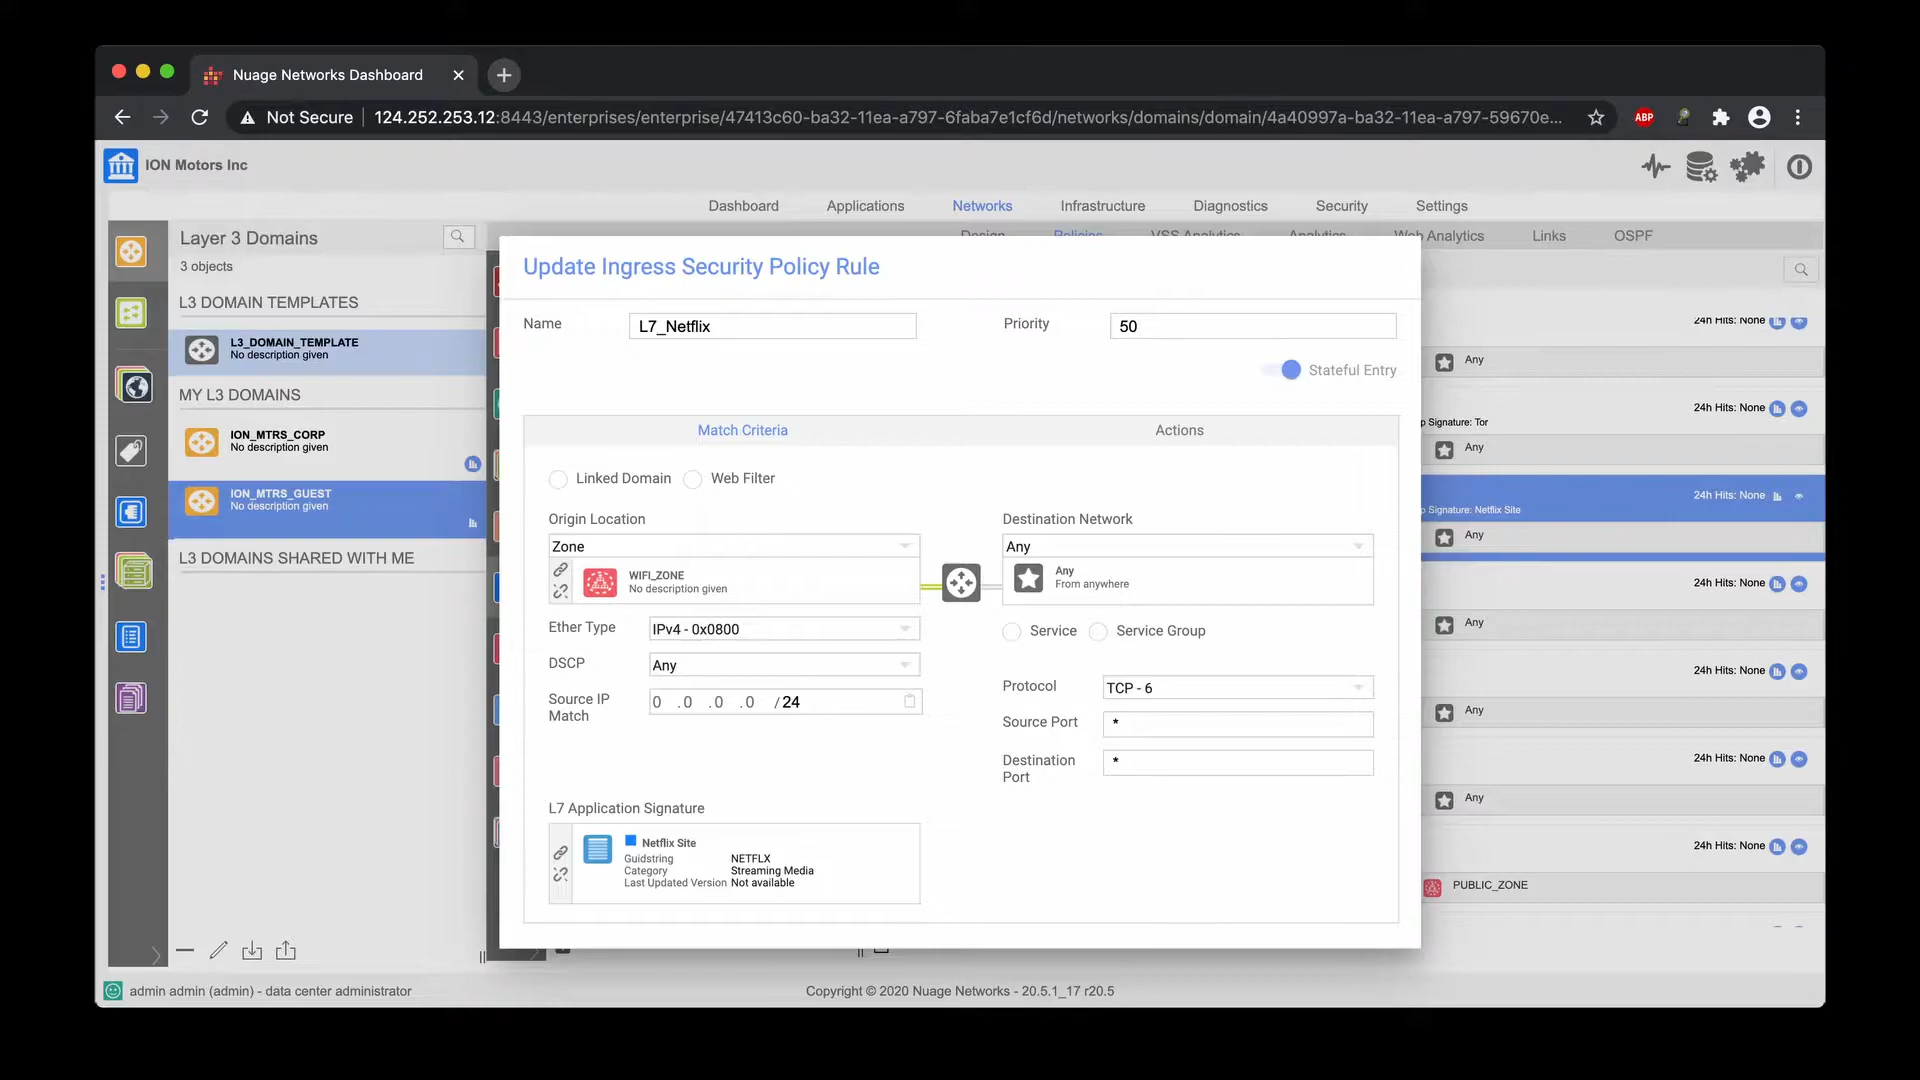 Nuage Networks Dashboard
Not Secure
124.252.253.12:8443/enterprises/enterprise/47413c60-ba32-11ea-a797-6faba7e1cf6d/networks/domains/domain/4a40997a-ba32-11ea-a797-59670e...
ABP
ION Motors Inc
Dashboard Applications Networks Infrastructure Diagnostics Security Settings
Design Policies VSS Analytics Analytics Web Analytics Links OSPF
Layer 3 Domains
3 objects
L3 DOMAIN TEMPLATES
L3_DOMAIN_TEMPLATE
No description given
MY L3 DOMAINS
ION_MTRS_CORP
No description given
ION_MTRS_GUEST
No description given
L3 DOMAINS SHARED WITH ME
Update Ingress Security Policy Rule
Name L7_Netflix Priority 50
Stateful Entry
Match Criteria Actions
Linked Domain Web Filter
Origin Location
Zone
WIFI_ZONE
No description given
Ether Type IPv4 - 0x0800
DSCP Any
Source IP Match 0 .0 .0 .0 /24
Destination Network
Any
Any
From anywhere
Service Service Group
Protocol TCP - 6
Source Port *
Destination Port *
L7 Application Signature
Netflix Site
Guidstring NETFLX
Category Streaming Media
Last Updated Version Not available
24h Hits: None
Any
24h Hits: None
p Signature: Tor
Any
24h Hits: None
p Signature: Netflix Site
Any
24h Hits: None
Any
24h Hits: None
Any
24h Hits: None
Any
24h Hits: None
PUBLIC_ZONE
admin admin (admin) - data center administrator
Copyright © 2020 Nuage Networks - 20.5.1_17 r20.5